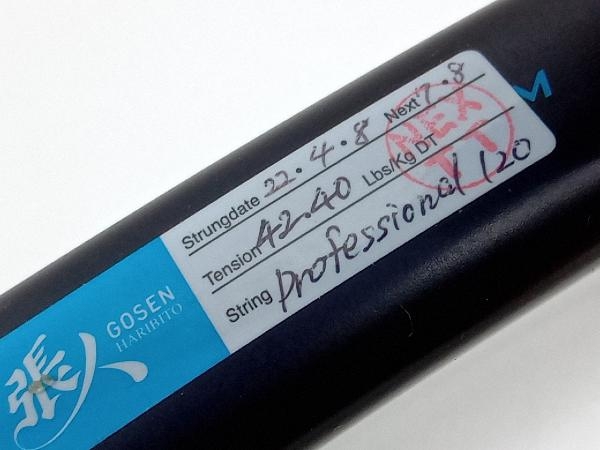 Strungdate 22.4.8 Next 7.8
Tension 42.40 Lbs/Kg DT
String Professional 120
張人
GOSEN
HARIBITO
M